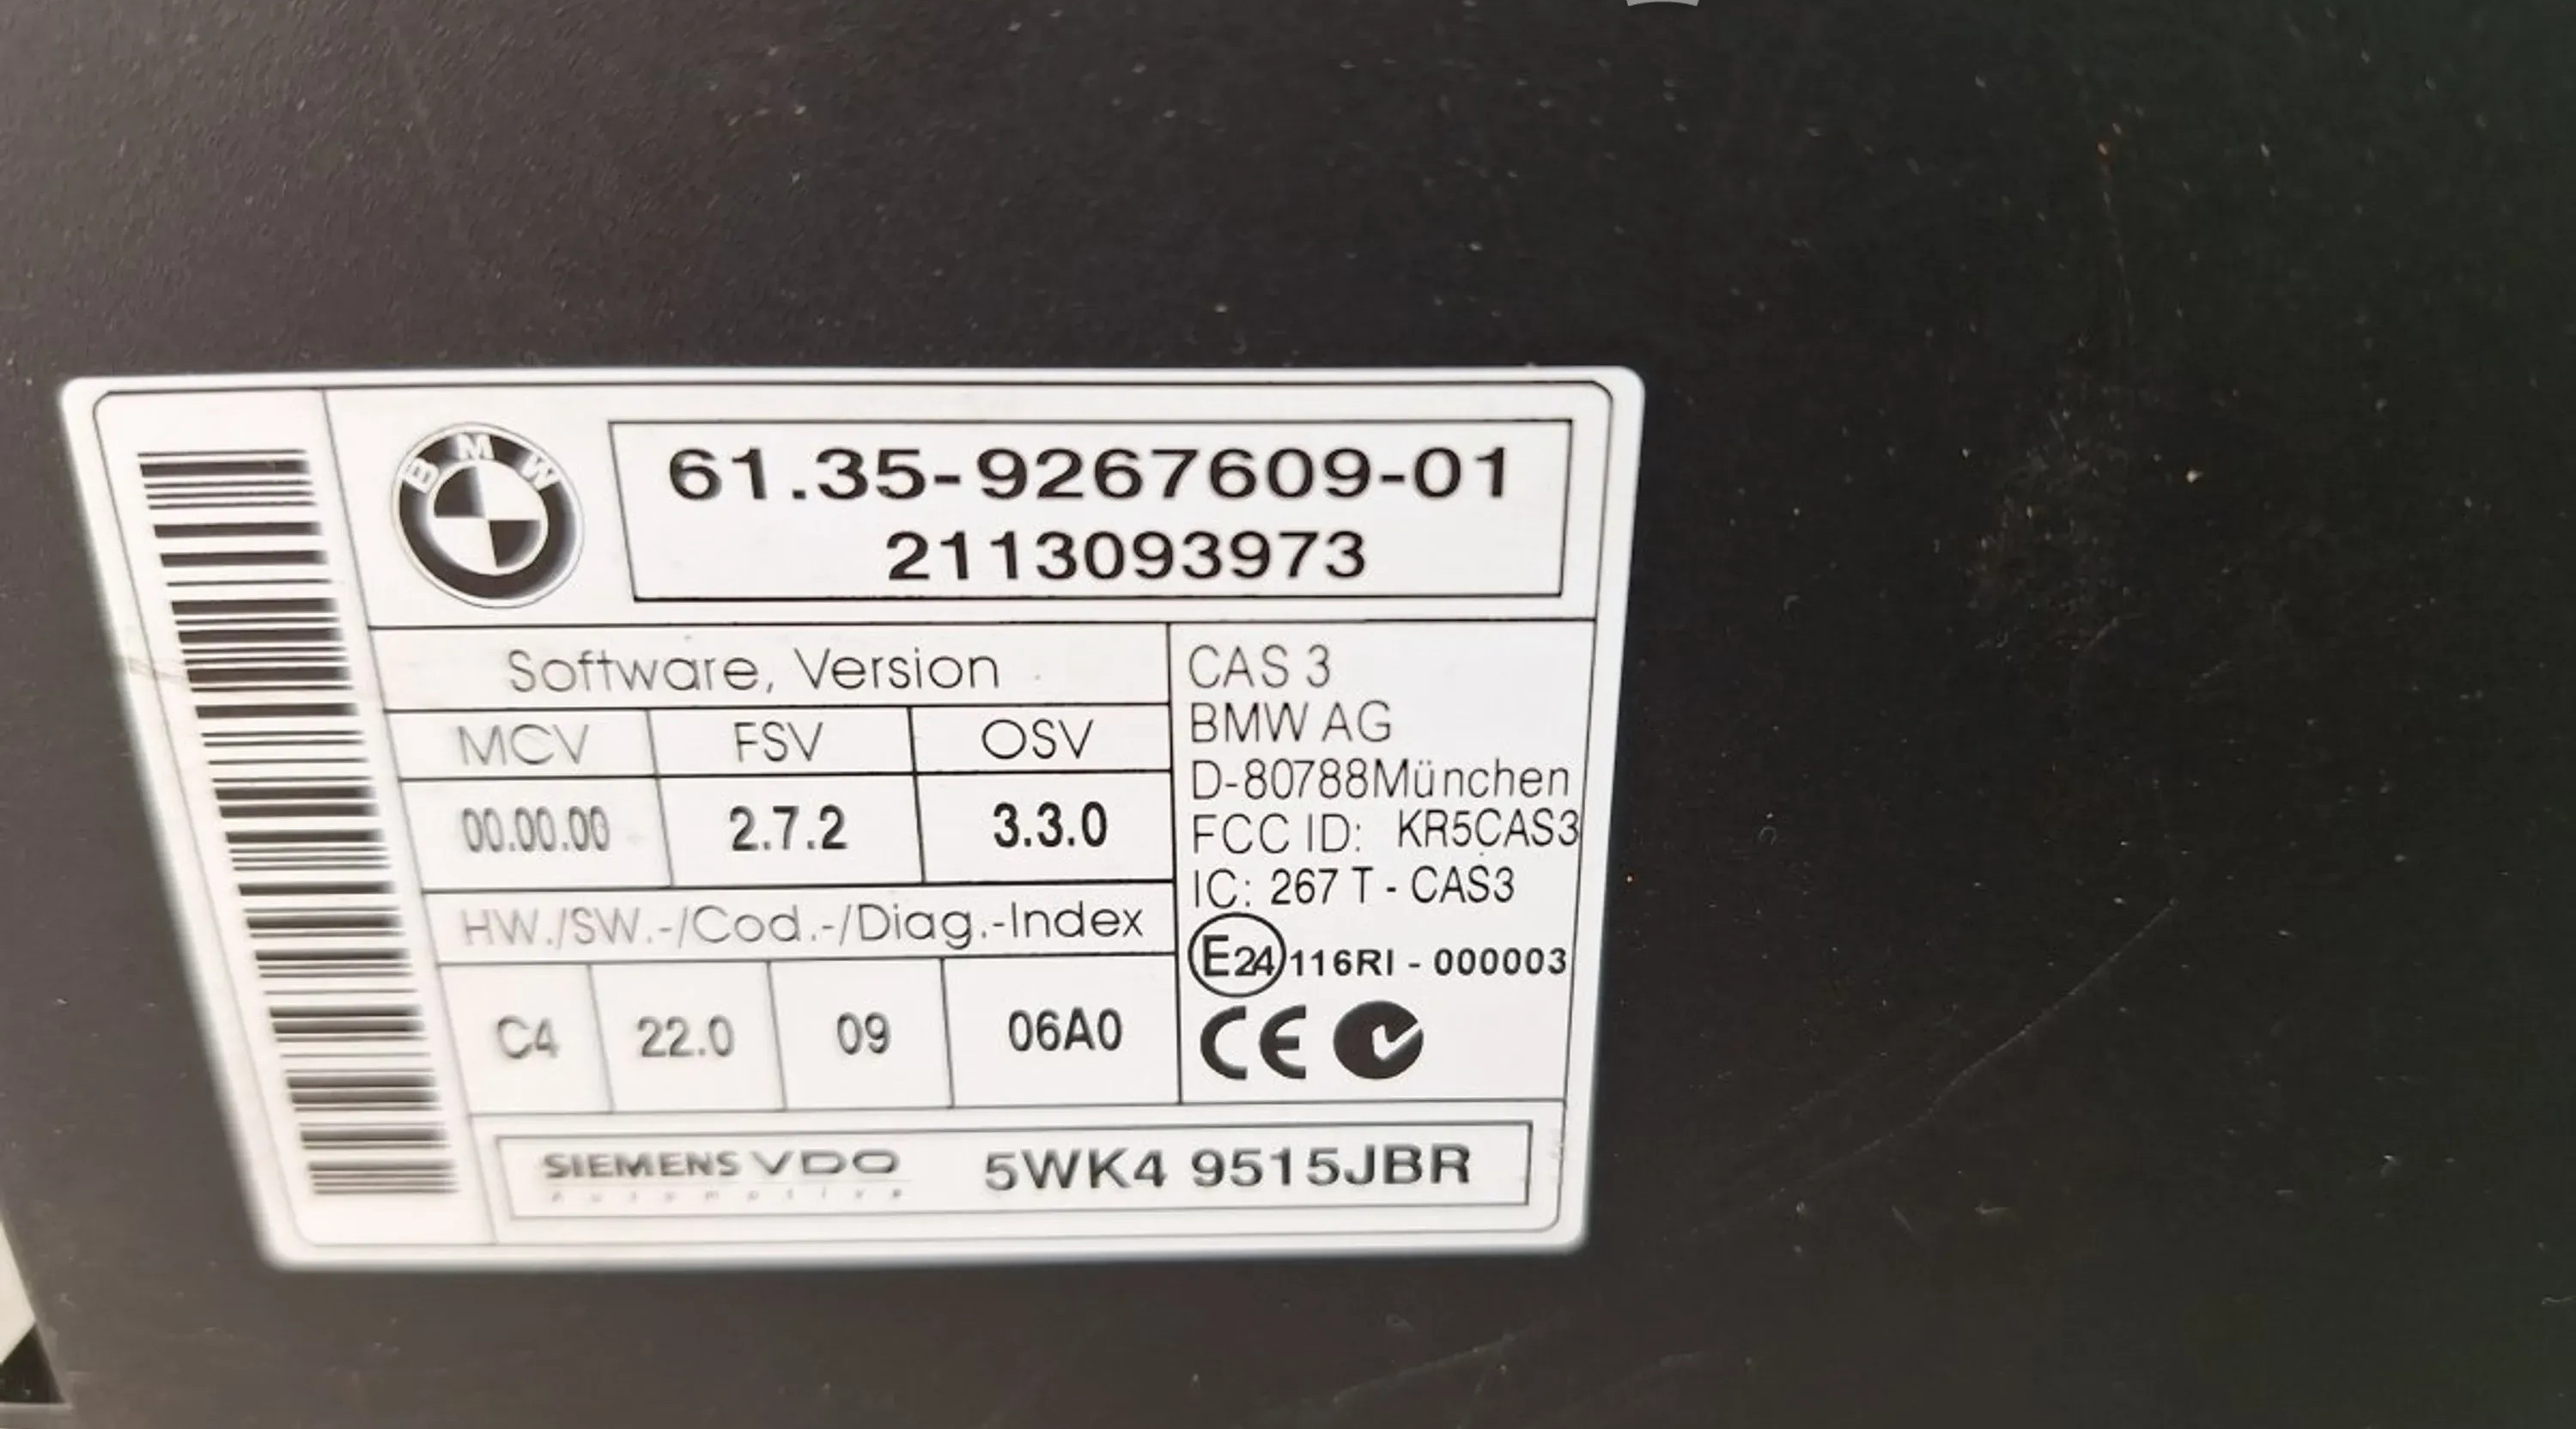 BMW
61.35-9267609-01
2113093973
Software, Version
MCV FSV OSV
00.00.00 2.7.2 3.3.0
HW./SW.-/Cod.-/Diag.-Index
C4 22.0 09 06A0
CAS 3
BMW AG
D-80788München
FCC ID: KR5CAS3
IC: 267 T - CAS3
E24 116RI - 000003
CE
SIEMENS VDO 5WK4 9515JBR
Automotive